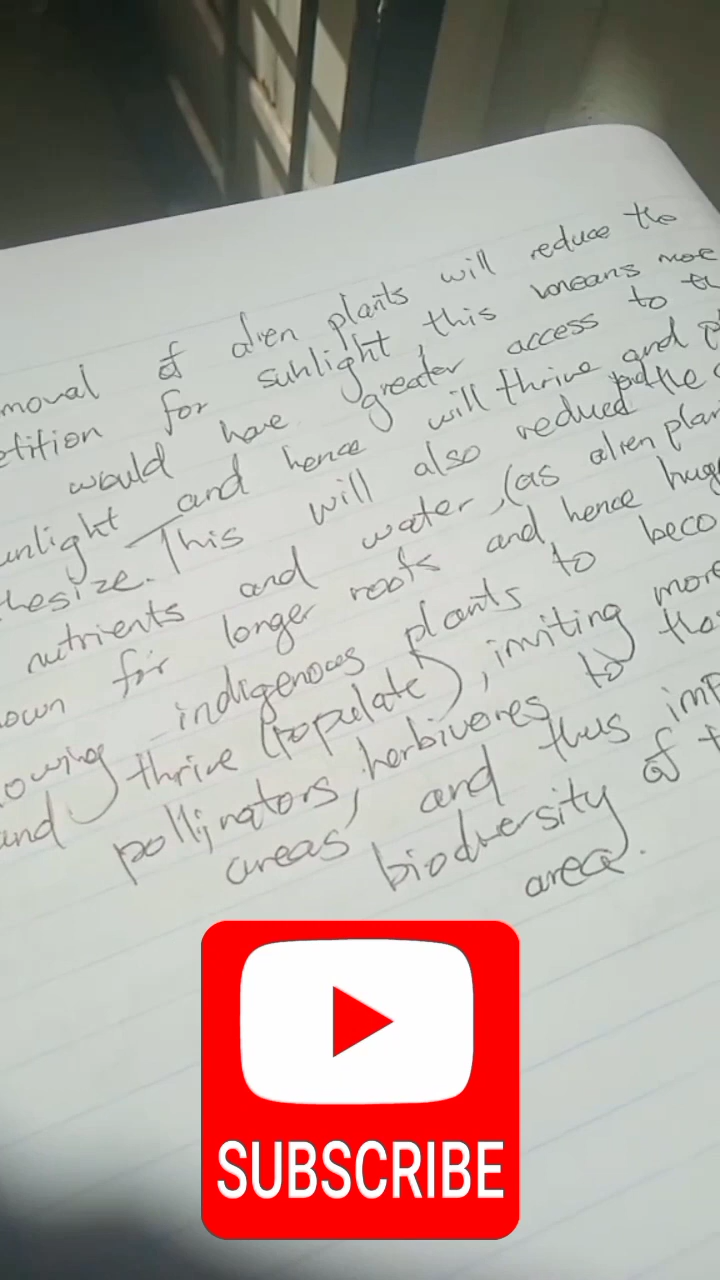 moval of alien plants will reduce the
etition for sunlight, this means more
would have greater access to
unlight and hence will thrive and
hesize. This will also reduced the
nutrients and water, (as alien plan
own for longer roots and hence hug
owing indigenous plants to beco
and thrive (populate), inviting more
pollinators, herbivores to the
areas, and thus imp
biodiversity of t
area.
SUBSCRIBE